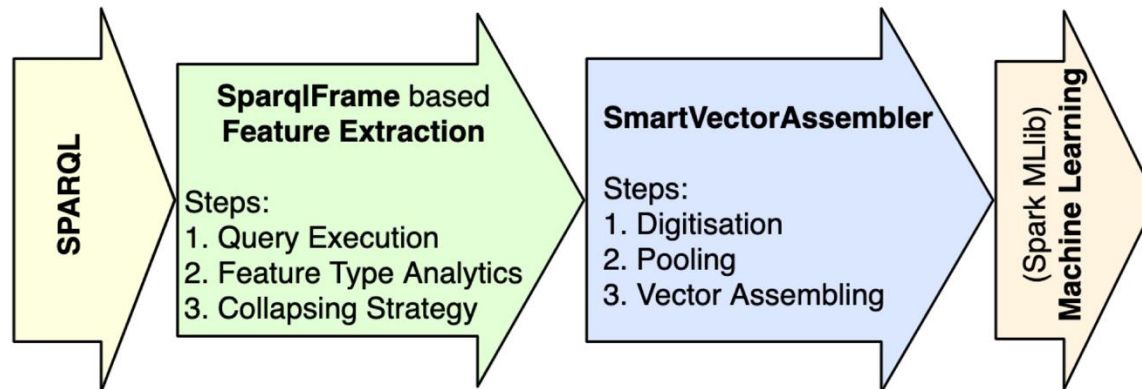 SPARQL
SparqlFrame based
Feature Extraction
Steps:
1. Query Execution
2. Feature Type Analytics
3. Collapsing Strategy
SmartVectorAssembler
Steps:
1. Digitisation
2. Pooling
3. Vector Assembling
(Spark MLlib)
Machine Learning